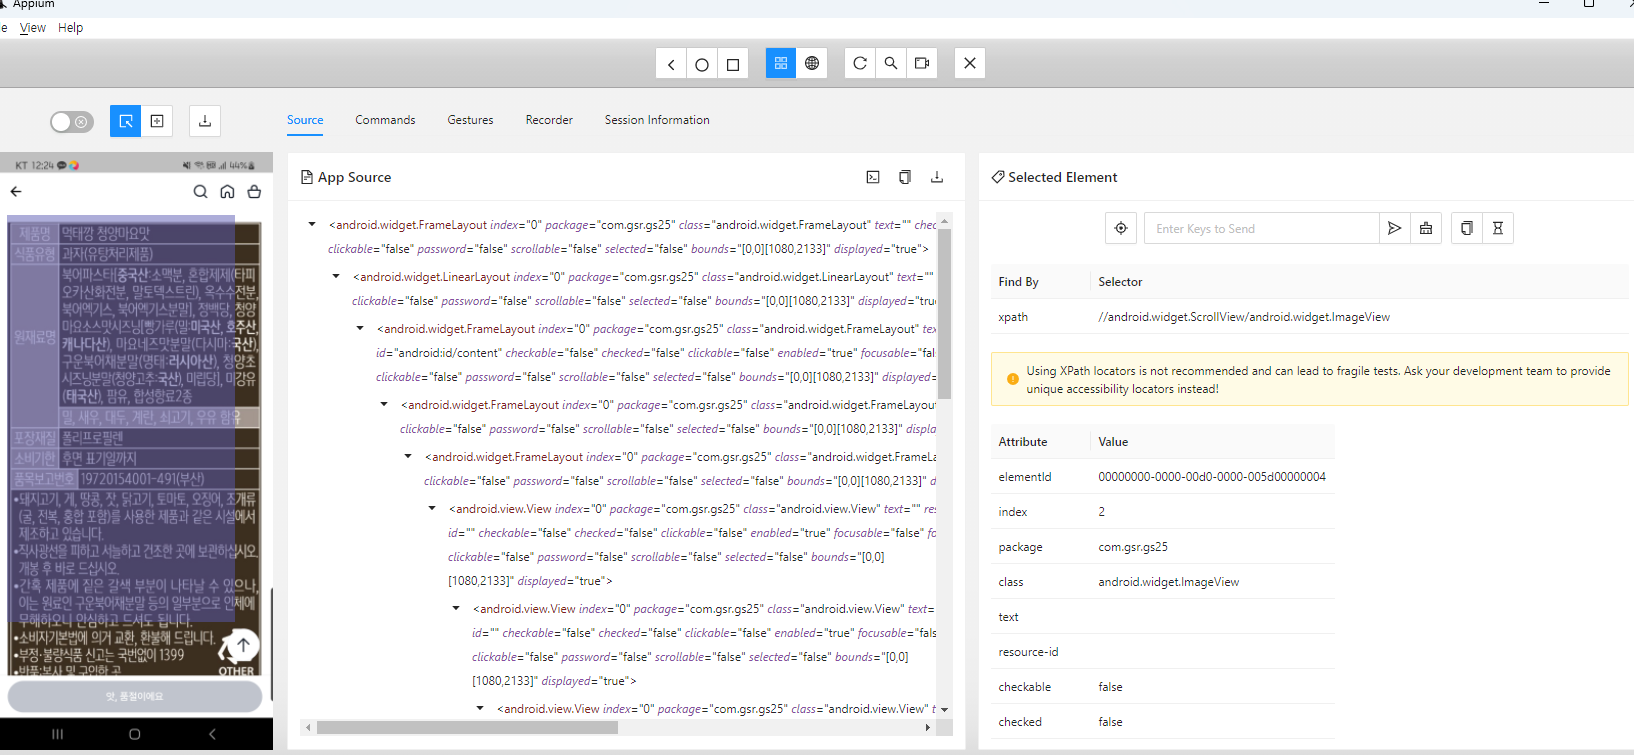 Appium
View Help
Source Commands Gestures Recorder Session Information
KT 12:24
44%
제품명 먹태깡 청양마요맛
식품유형 과자(유탕처리제품)
원재료명
북어파스타[중국산:소맥분, 혼합제제(타피
오카산화전분, 말토덱스트린), 옥수수전분,
북어엑기스, 북어엑기스분말], 정백당, 청양
마요소스맛시즈닝[빵가루(밀:미국산, 호주산,
캐나다산), 마요네즈맛분말(다시마:국산),
구운북어채분말(명태:러시아산), 청양초
시즈닝분말(청양고추:국산), 미립당], 미강유
(태국산), 팜유, 합성향료2종
밀, 새우, 대두, 계란, 쇠고기, 우유 함유
포장재질 폴리프로필렌
소비기한 후면 표기일까지
품목보고번호 19720154001-491(부산)
•돼지고기, 게, 땅콩, 잣, 닭고기, 토마토, 오징어, 조개류
(굴, 전복, 홍합 포함)를 사용한 제품과 같은 시설에서
제조하고 있습니다.
•직사광선을 피하고 서늘하고 건조한 곳에 보관하십시오.
개봉 후 바로 드십시오.
•간혹 제품에 짙은 갈색 부분이 나타날 수 있으나,
이는 원료인 구운북어채분말 등의 일부분으로 인체에
무해하오니 안심하고 드셔도 됩니다.
•소비자기본법에 의거 교환, 환불해 드립니다.
•부정·불량식품 신고는 국번없이 1399
•반품:본사 및 구입한 곳
OTHER
앗, 품절이에요
App Source
<android.widget.FrameLayout index="0" package="com.gsr.gs25" class="android.widget.FrameLayout" text="" chec
clickable="false" password="false" scrollable="false" selected="false" bounds="[0,0][1080,2133]" displayed="true">
<android.widget.LinearLayout index="0" package="com.gsr.gs25" class="android.widget.LinearLayout" text=""
clickable="false" password="false" scrollable="false" selected="false" bounds="[0,0][1080,2133]" displayed="true
<android.widget.FrameLayout index="0" package="com.gsr.gs25" class="android.widget.FrameLayout" tex
id="android:id/content" checkable="false" checked="false" clickable="false" enabled="true" focusable="fal
clickable="false" password="false" scrollable="false" selected="false" bounds="[0,0][1080,2133]" displayed=
<android.widget.FrameLayout index="0" package="com.gsr.gs25" class="android.widget.FrameLayou
clickable="false" password="false" scrollable="false" selected="false" bounds="[0,0][1080,2133]" displa
<android.widget.FrameLayout index="0" package="com.gsr.gs25" class="android.widget.FrameLa
clickable="false" password="false" scrollable="false" selected="false" bounds="[0,0][1080,2133]" d
<android.view.View index="0" package="com.gsr.gs25" class="android.view.View" text="" res
id="" checkable="false" checked="false" clickable="false" enabled="true" focusable="false" fo
clickable="false" password="false" scrollable="false" selected="false" bounds="[0,0]
[1080,2133]" displayed="true">
<android.view.View index="0" package="com.gsr.gs25" class="android.view.View" text=
id="" checkable="false" checked="false" clickable="false" enabled="true" focusable="fals
clickable="false" password="false" scrollable="false" selected="false" bounds="[0,0]
[1080,2133]" displayed="true">
<android.view.View index="0" package="com.gsr.gs25" class="android.view.View" t
Selected Element
Enter Keys to Send
Find By Selector
xpath //android.widget.ScrollView/android.widget.ImageView
Using XPath locators is not recommended and can lead to fragile tests. Ask your development team to provide
unique accessibility locators instead!
Attribute Value
elementId 00000000-0000-00d0-0000-005d00000004
index 2
package com.gsr.gs25
class android.widget.ImageView
text
resource-id
checkable false
checked false